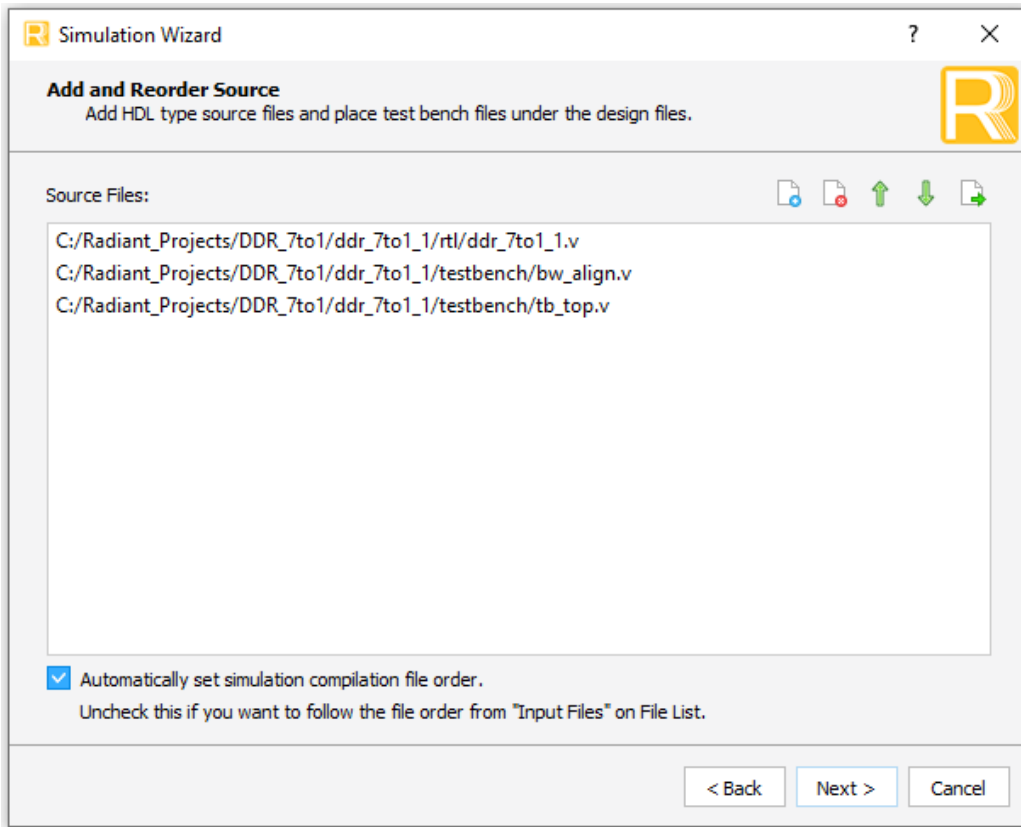 Simulation Wizard
?
Add and Reorder Source
Add HDL type source files and place test bench files under the design files.
Source Files:
C:/Radiant_Projects/DDR_7to1/ddr_7to1_1/rtl/ddr_7to1_1.v
C:/Radiant_Projects/DDR_7to1/ddr_7to1_1/testbench/bw_align.v
C:/Radiant_Projects/DDR_7to1/ddr_7to1_1/testbench/tb_top.v
Automatically set simulation compilation file order.
Uncheck this if you want to follow the file order from "Input Files" on File List.
< Back Next > Cancel